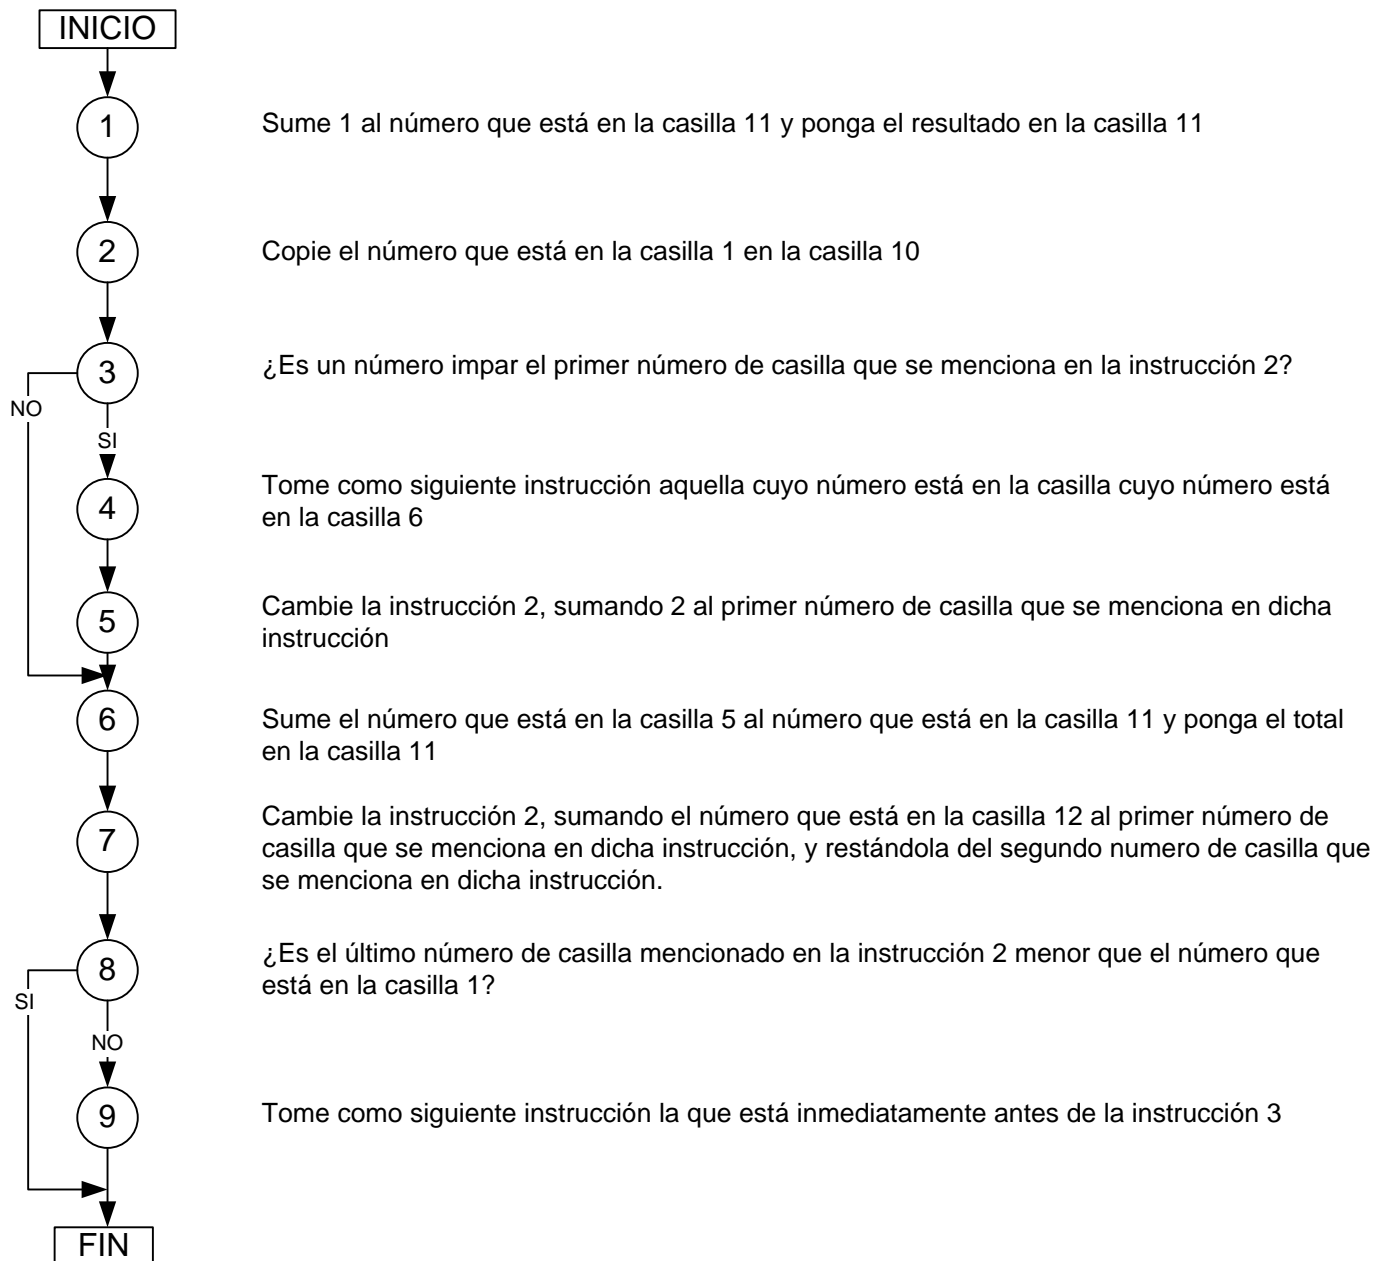 INICIO
1
Sume 1 al número que está en la casilla 11 y ponga el resultado en la casilla 11
2
Copie el número que está en la casilla 1 en la casilla 10
3
¿Es un número impar el primer número de casilla que se menciona en la instrucción 2?
NO
SI
4
Tome como siguiente instrucción aquella cuyo número está en la casilla cuyo número está
en la casilla 6
5
Cambie la instrucción 2, sumando 2 al primer número de casilla que se menciona en dicha
instrucción
6
Sume el número que está en la casilla 5 al número que está en la casilla 11 y ponga el total
en la casilla 11
7
Cambie la instrucción 2, sumando el número que está en la casilla 12 al primer número de
casilla que se menciona en dicha instrucción, y restándola del segundo numero de casilla que
se menciona en dicha instrucción.
8
¿Es el último número de casilla mencionado en la instrucción 2 menor que el número que
está en la casilla 1?
SI
NO
9
Tome como siguiente instrucción la que está inmediatamente antes de la instrucción 3
FIN